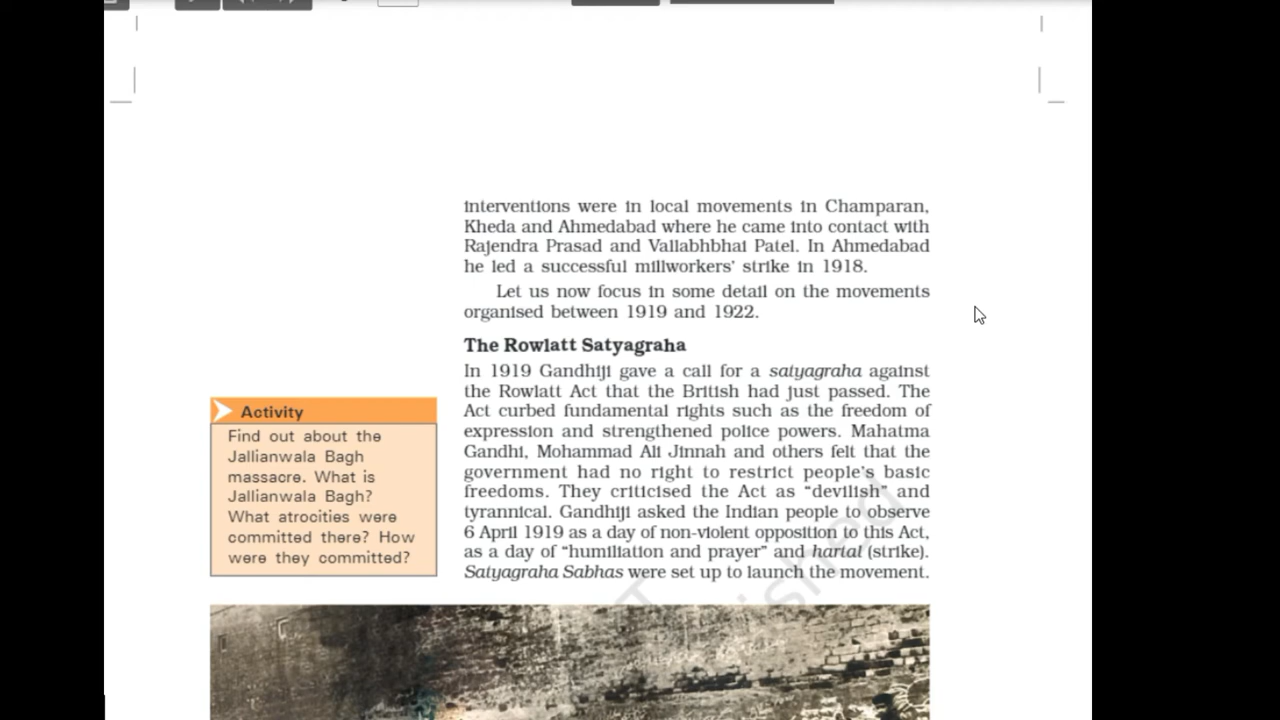 interventions were in local movements in Champaran,
Kheda and Ahmedabad where he came into contact with
Rajendra Prasad and Vallabhbhai Patel. In Ahmedabad
he led a successful millworkers' strike in 1918.
Let us now focus in some detail on the movements
organised between 1919 and 1922.
The Rowlatt Satyagraha
In 1919 Gandhiji gave a call for a satyagraha against
the Rowlatt Act that the British had just passed. The
Act curbed fundamental rights such as the freedom of
expression and strengthened police powers. Mahatma
Gandhi, Mohammad Ali Jinnah and others felt that the
government had no right to restrict people's basic
freedoms. They criticised the Act as “devilish” and
tyrannical. Gandhiji asked the Indian people to observe
6 April 1919 as a day of non-violent opposition to this Act,
as a day of “humiliation and prayer” and hartal (strike).
Satyagraha Sabhas were set up to launch the movement.
Activity
Find out about the
Jallianwala Bagh
massacre. What is
Jallianwala Bagh?
What atrocities were
committed there? How
were they committed?